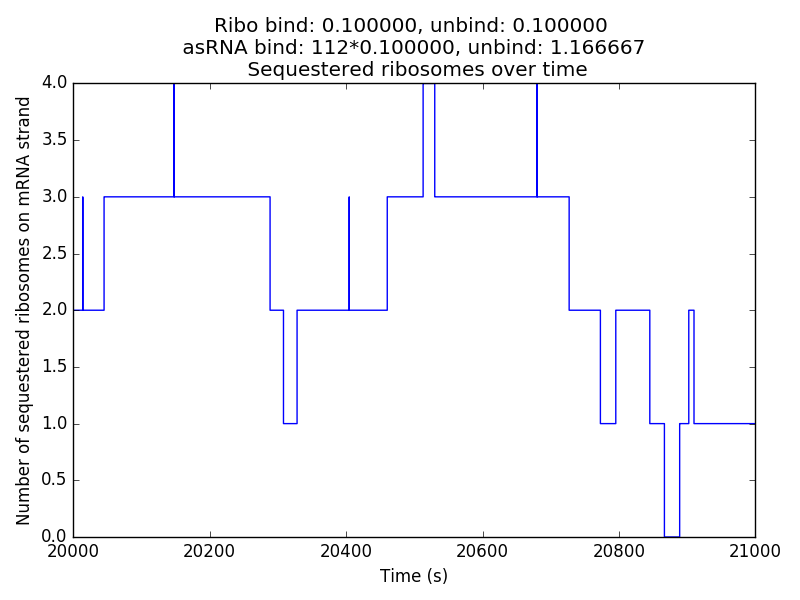 Ribo bind: 0.100000, unbind: 0.100000
asRNA bind: 112*0.100000, unbind: 1.166667
Sequestered ribosomes over time
Number of sequestered ribosomes on mRNA strand
4.0
3.5
3.0
2.5
2.0
1.5
1.0
0.5
0.0
20000 20200 20400 20600 20800 21000
Time (s)